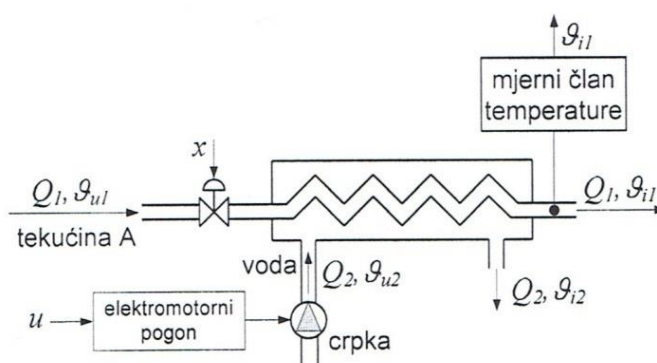 ϑi1
mjerni član
temperature
x
Q1, ϑu1
Q1, ϑi1
tekućina A
voda
Q2, ϑu2
Q2, ϑi2
u
elektromotorni
pogon
crpka